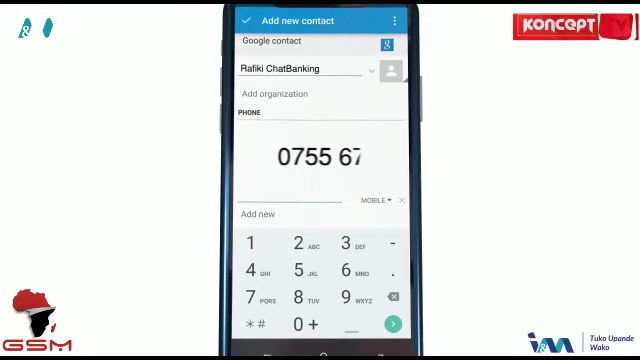 Add new contact
KONCEPT TV
Google contact
8
Rafiki ChatBanking
Add organization
PHONE
0755 67
MOBILE
Add new
1 2 ABC 3 DEF -
4 GHI 5 JKL 6 MNO .
7 PQRS 8 TUV 9 WXYZ
*# 0 +
GSM
I&M
Tuko Upande
Wako